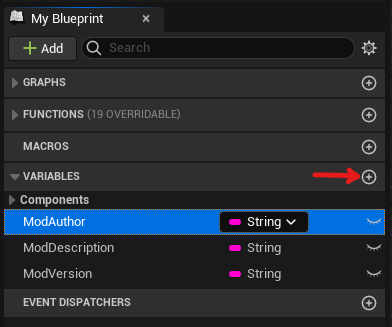 My Blueprint
Add
Search
GRAPHS
FUNCTIONS (19 OVERRIDABLE)
MACROS
VARIABLES
Components
ModAuthor String
ModDescription String
ModVersion String
EVENT DISPATCHERS